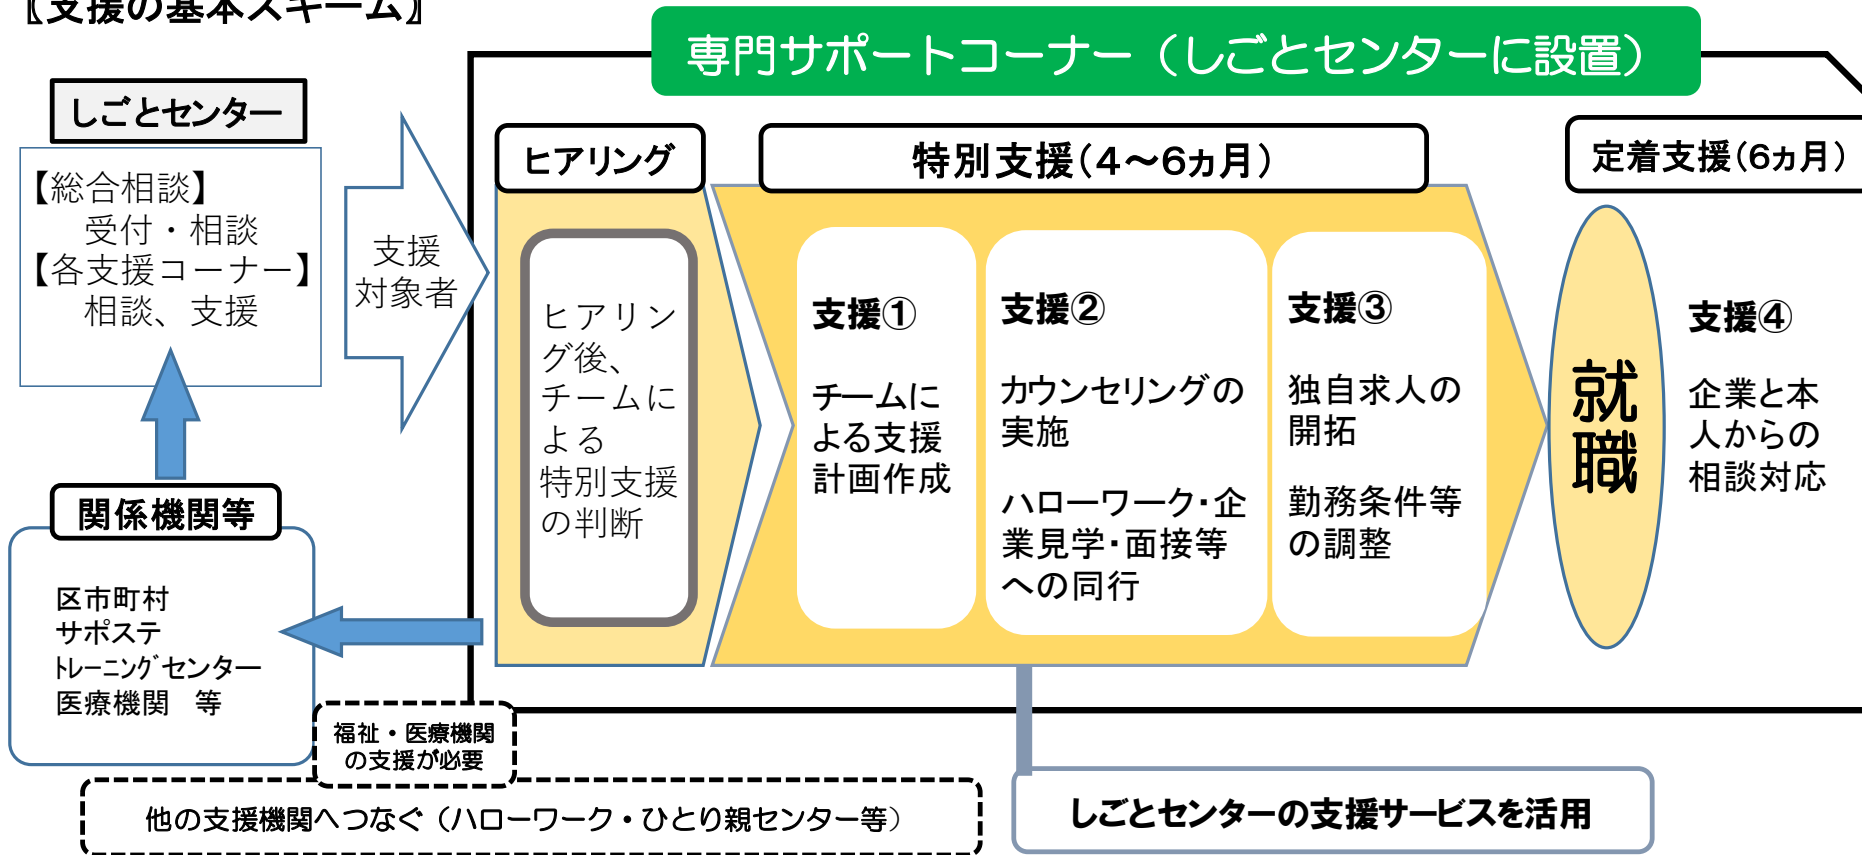 【支援の基本スキーム】
専門サポートコーナー（しごとセンターに設置）
しごとセンター
【総合相談】
受付・相談
【各支援コーナー】
相談、支援
支援
対象者
ヒアリング
ヒアリン
グ後、
チームに
よる
特別支援
の判断
特別支援（4～6ヵ月）
支援①
チームに
よる支援
計画作成
支援②
カウンセリングの
実施
ハローワーク・企
業見学・面接等
への同行
支援③
独自求人の
開拓
勤務条件等
の調整
就
職
定着支援（6ヵ月）
支援④
企業と本
人からの
相談対応
関係機関等
区市町村
サポステ
ﾄﾚｰﾆﾝｸﾞセンター
医療機関　等
福祉・医療機関
の支援が必要
他の支援機関へつなぐ（ハローワーク・ひとり親センター等）
しごとセンターの支援サービスを活用